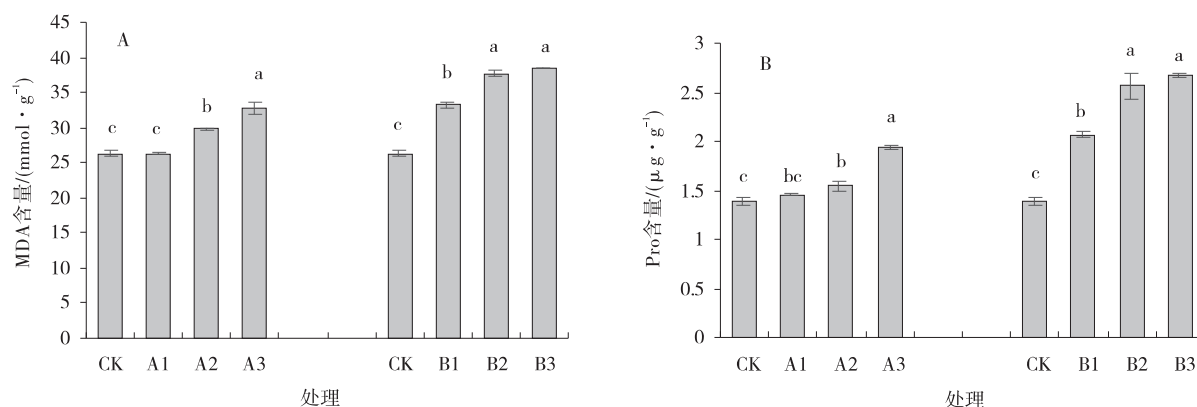 A
MDA含量/(mmol·g⁻¹)
45
40
35
30
25
20
15
10
5
0
c c b a c b a a
CK A1 A2 A3 CK B1 B2 B3
处理
B
Pro含量/(μg·g⁻¹)
3
2.5
2
1.5
1
0.5
0
c bc b a c b a a
CK A1 A2 A3 CK B1 B2 B3
处理